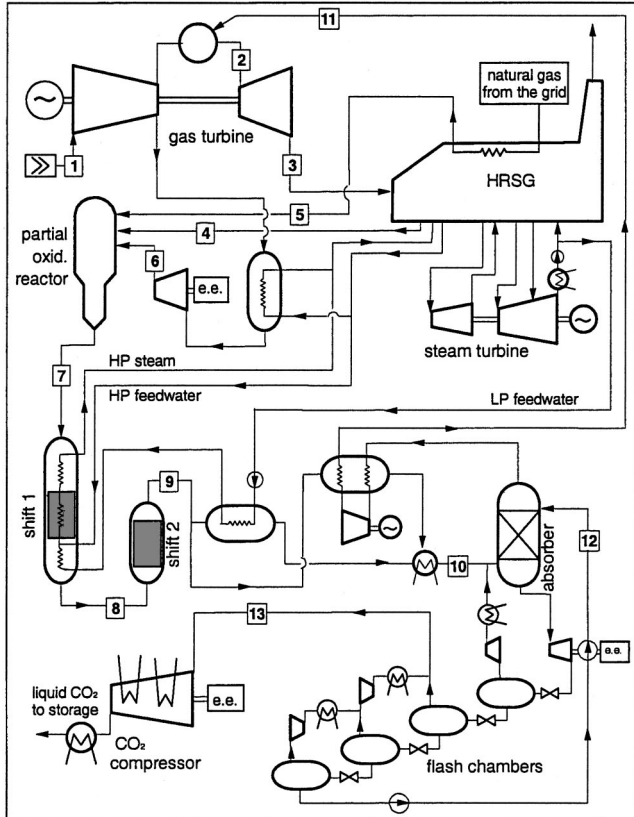 11
2
natural gas
from the grid
gas turbine
1
3
HRSG
5
4
partial
oxid.
reactor
6
e.e.
steam turbine
HP steam
7
HP feedwater
LP feedwater
shift 1
9
shift 2
absorber
12
10
8
13
e.e.
e.e.
liquid CO₂
to storage
CO₂
compressor
flash chambers